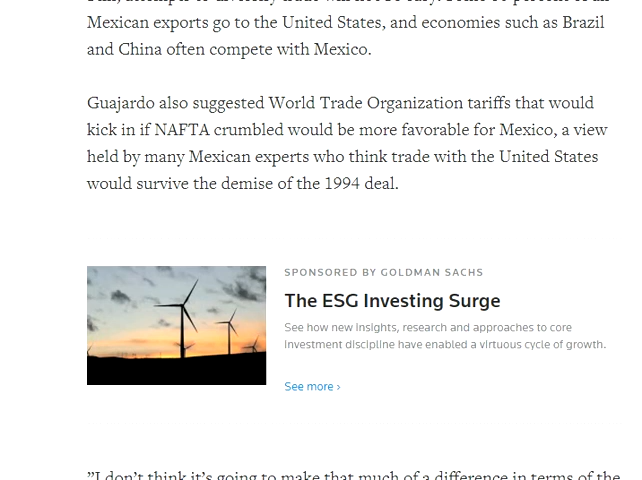 Mexican exports go to the United States, and economies such as Brazil
and China often compete with Mexico.
Guajardo also suggested World Trade Organization tariffs that would
kick in if NAFTA crumbled would be more favorable for Mexico, a view
held by many Mexican experts who think trade with the United States
would survive the demise of the 1994 deal.
SPONSORED BY GOLDMAN SACHS
The ESG Investing Surge
See how new insights, research and approaches to core
investment discipline have enabled a virtuous cycle of growth.
See more ›
”I don’t think it’s going to make that much of a difference in terms of the